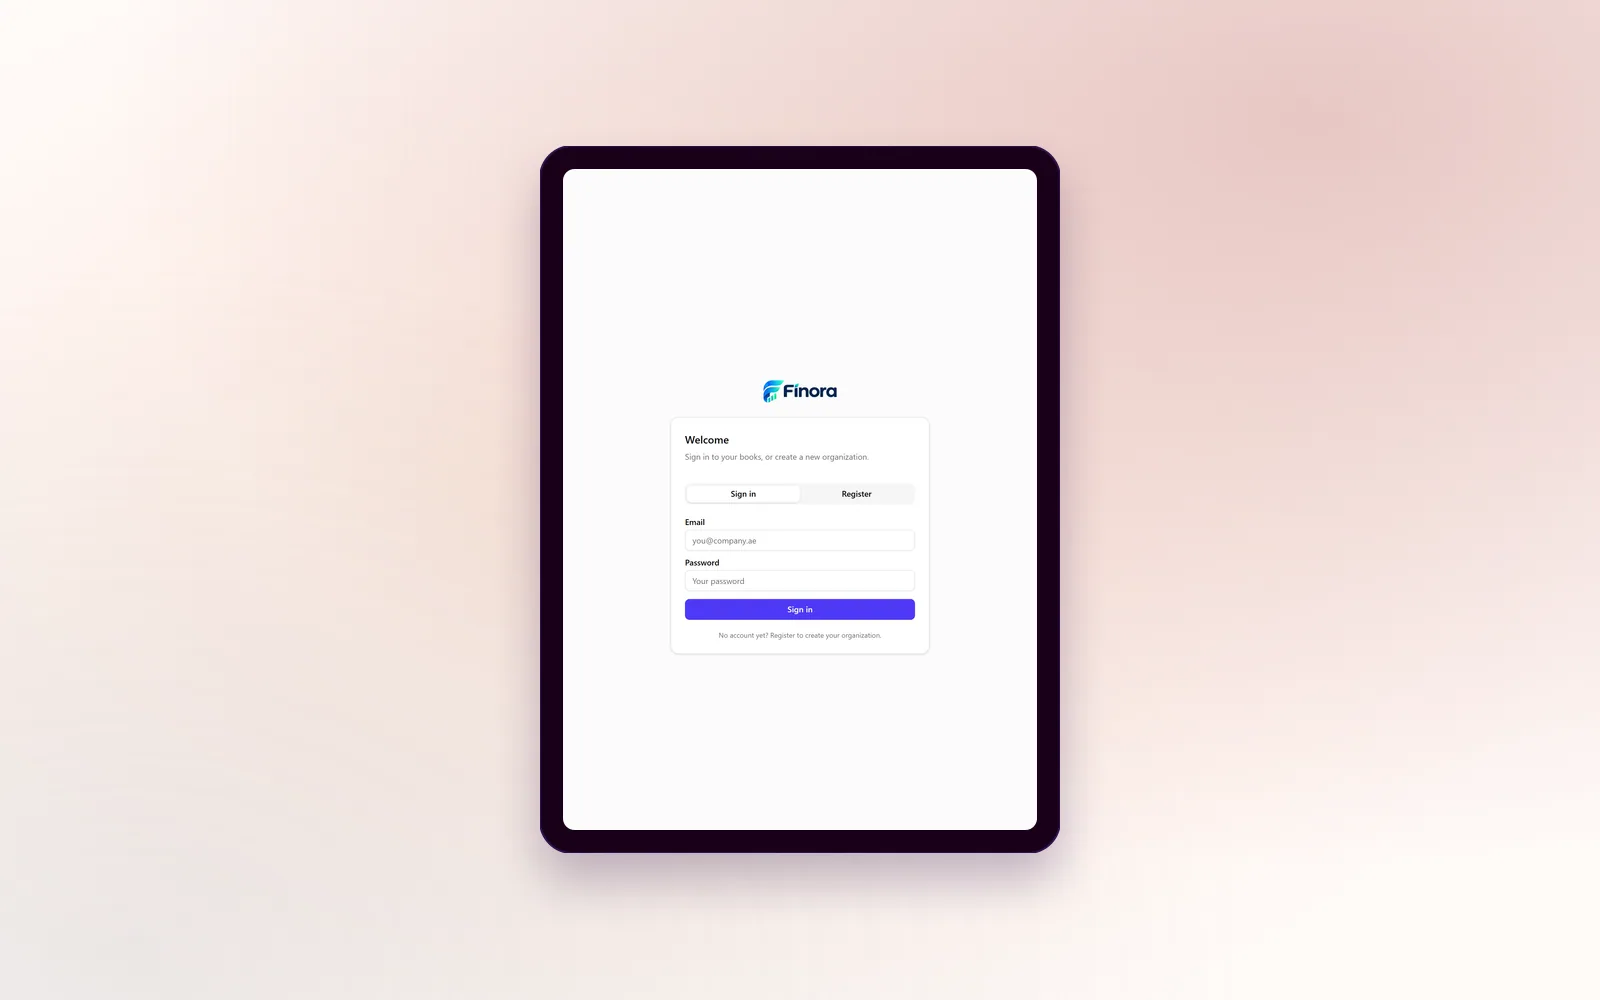 Finora
Welcome
Sign in to your books, or create a new organization.
Sign in
Register
Email
you@company.ae
Password
Your password
Sign in
No account yet? Register to create your organization.